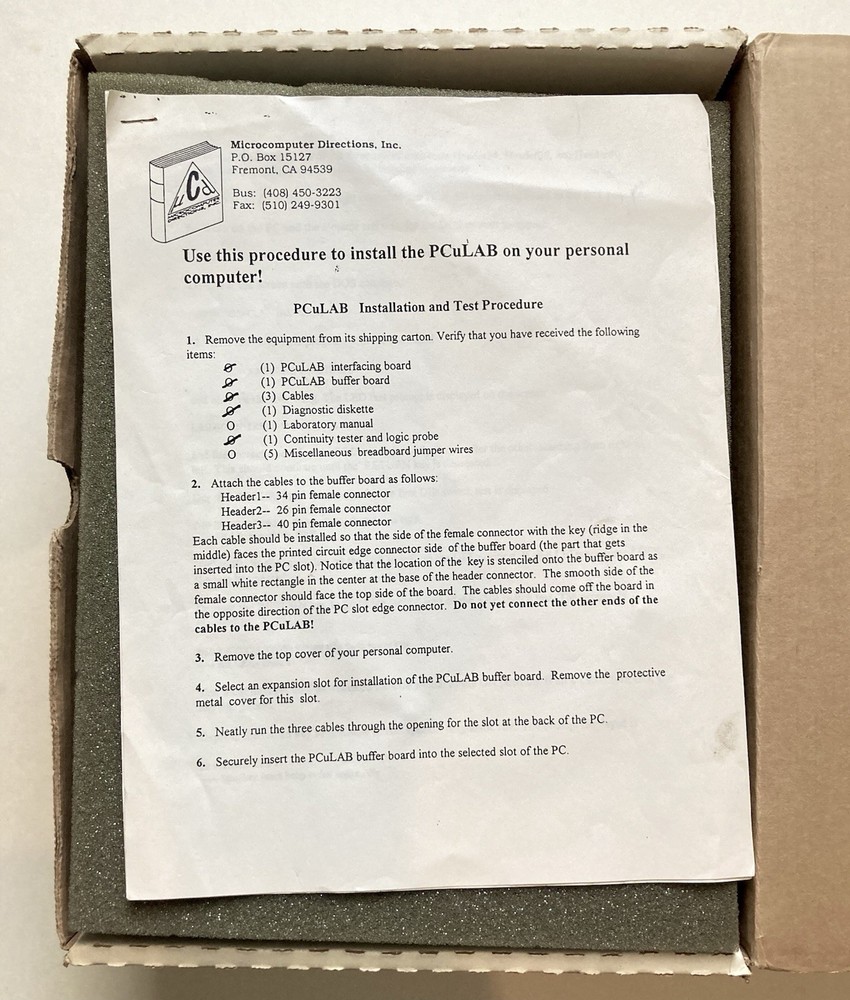 Microcomputer Directions, Inc.
P.O. Box 15127
Fremont, CA 94539
Bus: (408) 450-3223
Fax: (510) 249-9301
µCd
Use this procedure to install the PCuLAB on your personal
computer!
PCuLAB Installation and Test Procedure
1. Remove the equipment from its shipping carton. Verify that you have received the following
items:
O (1) PCuLAB interfacing board
O (1) PCuLAB buffer board
O (3) Cables
O (1) Diagnostic diskette
O (1) Laboratory manual
O (1) Continuity tester and logic probe
O (5) Miscellaneous breadboard jumper wires
2. Attach the cables to the buffer board as follows:
Header1-- 34 pin female connector
Header2-- 26 pin female connector
Header3-- 40 pin female connector
Each cable should be installed so that the side of the female connector with the key (ridge in the
middle) faces the printed circuit edge connector side of the buffer board (the part that gets
inserted into the PC slot). Notice that the location of the key is stenciled onto the buffer board as
a small white rectangle in the center at the base of the header connector. The smooth side of the
female connector should face the top side of the board. The cables should come off the board in
the opposite direction of the PC slot edge connector. Do not yet connect the other ends of the
cables to the PCuLAB!
3. Remove the top cover of your personal computer.
4. Select an expansion slot for installation of the PCuLAB buffer board. Remove the protective
metal cover for this slot.
5. Neatly run the three cables through the opening for the slot at the back of the PC.
6. Securely insert the PCuLAB buffer board into the selected slot of the PC.